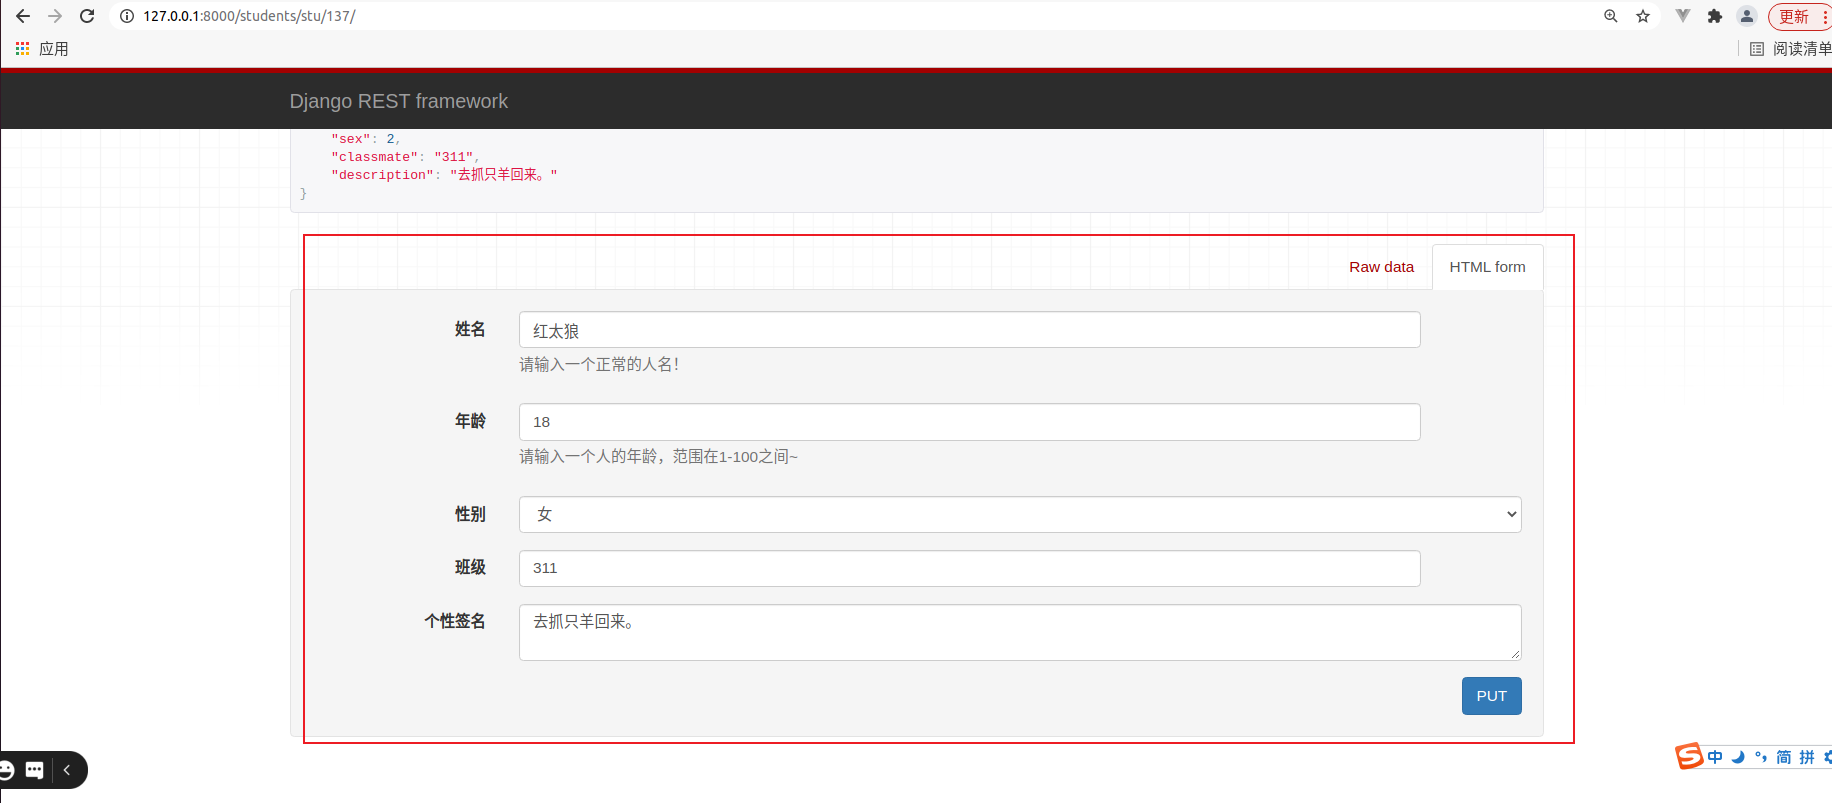 127.0.0.1:8000/students/stu/137/
更新
应用
阅读清单
Django REST framework
"sex": 2,
"classmate": "311",
"description": "去抓只羊回来。"
}
Raw data
HTML form
姓名
红太狼
请输入一个正常的人名！
年龄
18
请输入一个人的年龄，范围在1-100之间~
性别
女
班级
311
个性签名
去抓只羊回来。
PUT
中 °, 简 拼